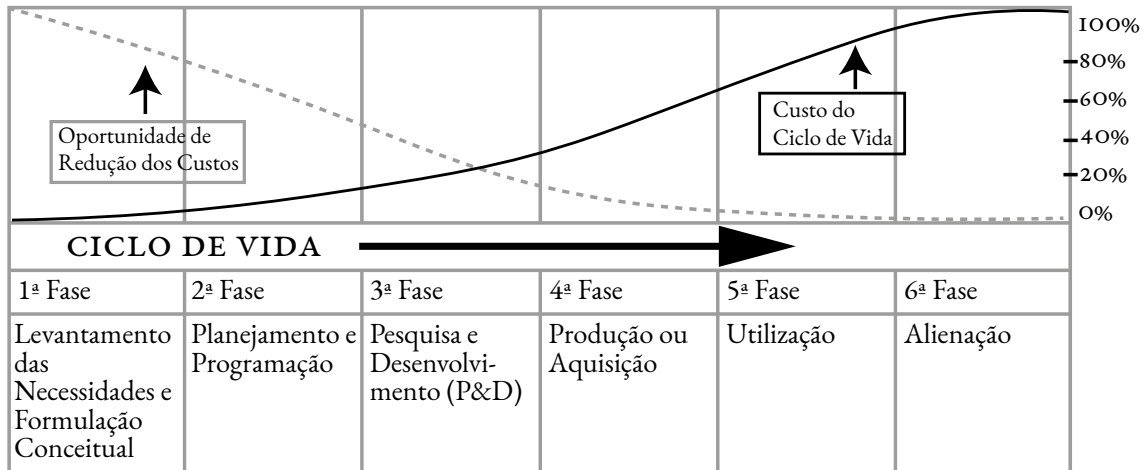 100%
80%
60%
40%
20%
0%
Oportunidade de
Redução dos Custos
Custo do
Ciclo de Vida
CICLO DE VIDA
1ª Fase
2ª Fase
3ª Fase
4ª Fase
5ª Fase
6ª Fase
Levantamento
das
Necessidades e
Formulação
Conceitual
Planejamento e
Programação
Pesquisa e
Desenvolvi-
mento (P&D)
Produção ou
Aquisição
Utilização
Alienação